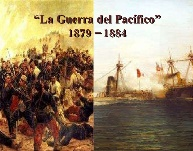 “La Guerra del Pacífico”
1879 – 1884